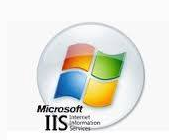 Microsoft
IIS Internet
Information
Services